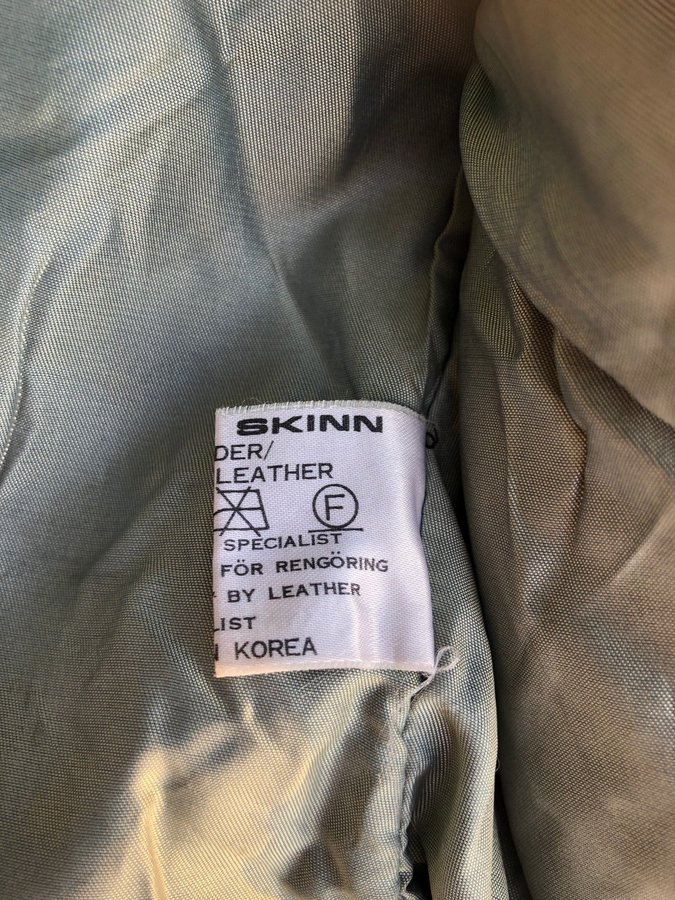 SKINN
DER/
LEATHER
F
SPECIALIST
FÖR RENGÖRING
BY LEATHER
LIST
KOREA